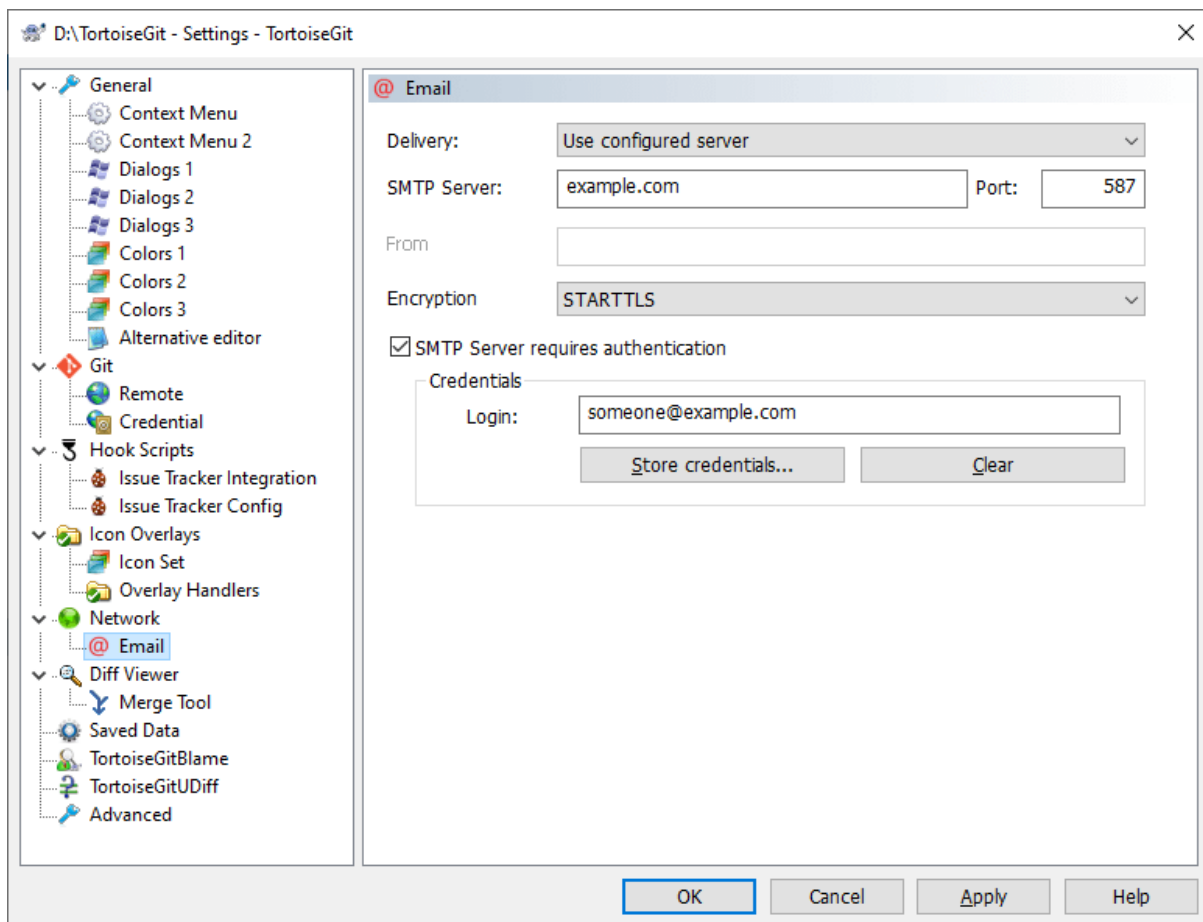 D:\TortoiseGit - Settings - TortoiseGit
General
Context Menu
Context Menu 2
Dialogs 1
Dialogs 2
Dialogs 3
Colors 1
Colors 2
Colors 3
Alternative editor
Git
Remote
Credential
Hook Scripts
Issue Tracker Integration
Issue Tracker Config
Icon Overlays
Icon Set
Overlay Handlers
Network
@ Email
Diff Viewer
Merge Tool
Saved Data
TortoiseGitBlame
TortoiseGitUDiff
Advanced
@ Email
Delivery: Use configured server
SMTP Server: example.com Port: 587
From
Encryption STARTTLS
SMTP Server requires authentication
Credentials
Login: someone@example.com
Store credentials... Clear
OK Cancel Apply Help